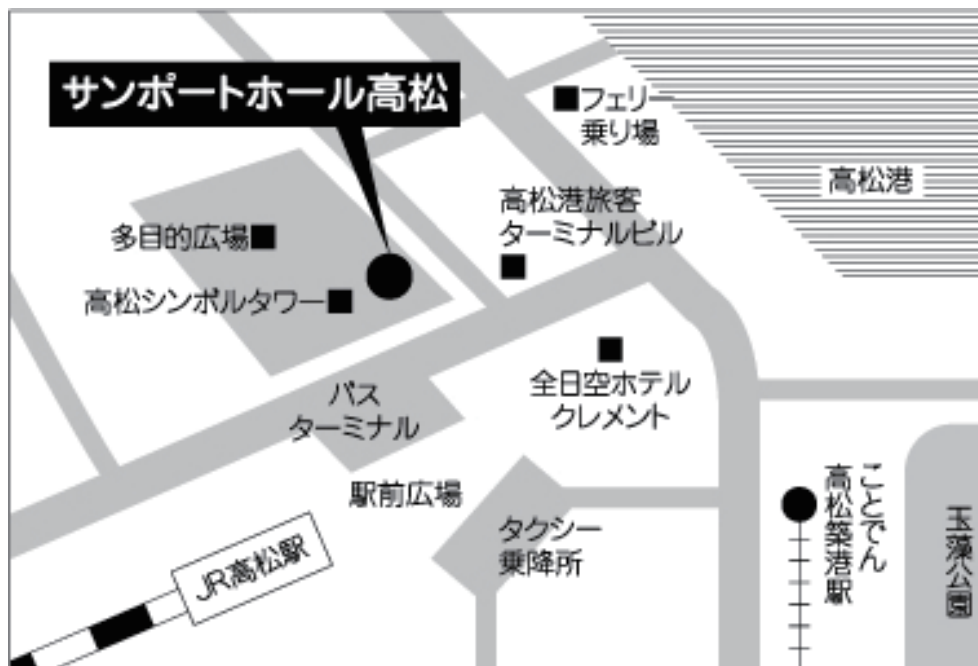 サンポートホール高松
フェリー
乗り場
高松港
高松港旅客
ターミナルビル
多目的広場
高松シンボルタワー
全日空ホテル
クレメント
バス
ターミナル
駅前広場
タクシー
乗降所
JR高松駅
ことでん
高松築港駅
玉藻公園